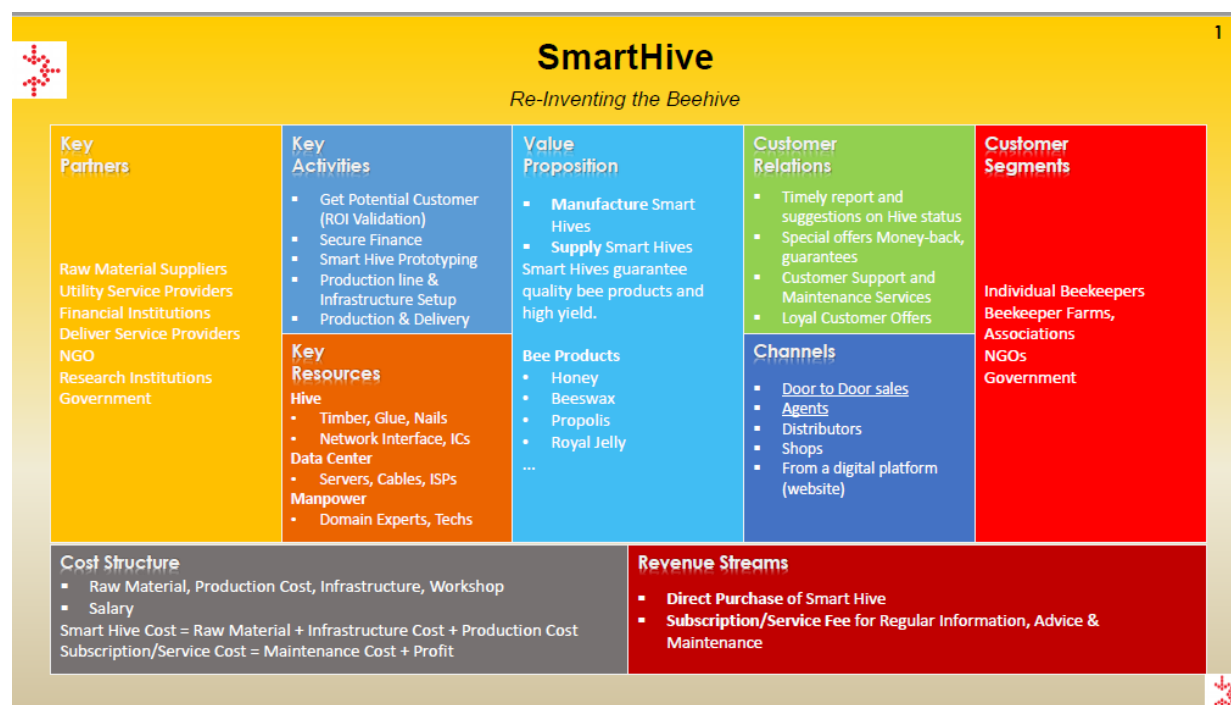 1
SmartHive
Re-Inventing the Beehive
Key
Partners
Raw Material Suppliers
Utility Service Providers
Financial Institutions
Deliver Service Providers
NGO
Research Institutions
Government
Key
Activities
▪ Get Potential Customer
(ROI Validation)
▪ Secure Finance
▪ Smart Hive Prototyping
▪ Production line &
Infrastructure Setup
▪ Production & Delivery
Key
Resources
Hive
• Timber, Glue, Nails
• Network Interface, ICs
Data Center
• Servers, Cables, ISPs
Manpower
• Domain Experts, Techs
Value
Proposition
▪ Manufacture Smart
Hives
▪ Supply Smart Hives
Smart Hives guarantee
quality bee products and
high yield.
Bee Products
• Honey
• Beeswax
• Propolis
• Royal Jelly
...
Customer
Relations
▪ Timely report and
suggestions on Hive status
▪ Special offers Money-back,
guarantees
▪ Customer Support and
Maintenance Services
▪ Loyal Customer Offers
Channels
▪ Door to Door sales
▪ Agents
▪ Distributors
▪ Shops
▪ From a digital platform
(website)
Customer
Segments
Individual Beekeepers
Beekeeper Farms,
Associations
NGOs
Government
Cost Structure
▪ Raw Material, Production Cost, Infrastructure, Workshop
▪ Salary
Smart Hive Cost = Raw Material + Infrastructure Cost + Production Cost
Subscription/Service Cost = Maintenance Cost + Profit
Revenue Streams
▪ Direct Purchase of Smart Hive
▪ Subscription/Service Fee for Regular Information, Advice &
Maintenance